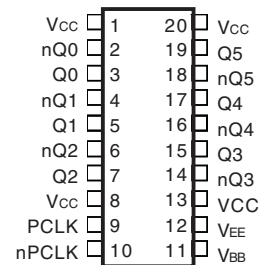 VCC 1 20 VCC
nQ0 2 19 Q5
Q0 3 18 nQ5
nQ1 4 17 Q4
Q1 5 16 nQ4
nQ2 6 15 Q3
Q2 7 14 nQ3
VCC 8 13 VCC
PCLK 9 12 VEE
nPCLK 10 11 VBB